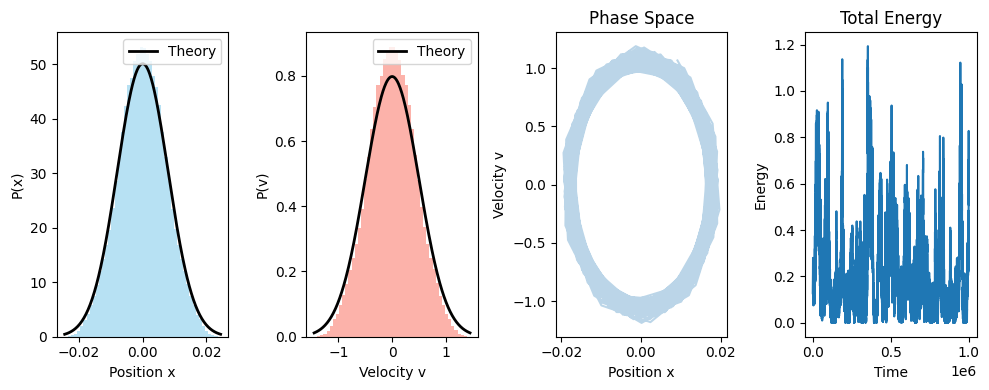 Theory
P(x)
50
40
30
20
10
0
−0.02
0.00
0.02
Position x
Theory
P(v)
0.8
0.6
0.4
0.2
0.0
−1
0
1
Velocity v
Phase Space
Velocity v
1.0
0.5
0.0
−0.5
−1.0
−0.02
0.00
0.02
Position x
Total Energy
Energy
1.2
1.0
0.8
0.6
0.4
0.2
0.0
0.0
0.5
1.0
1e6
Time